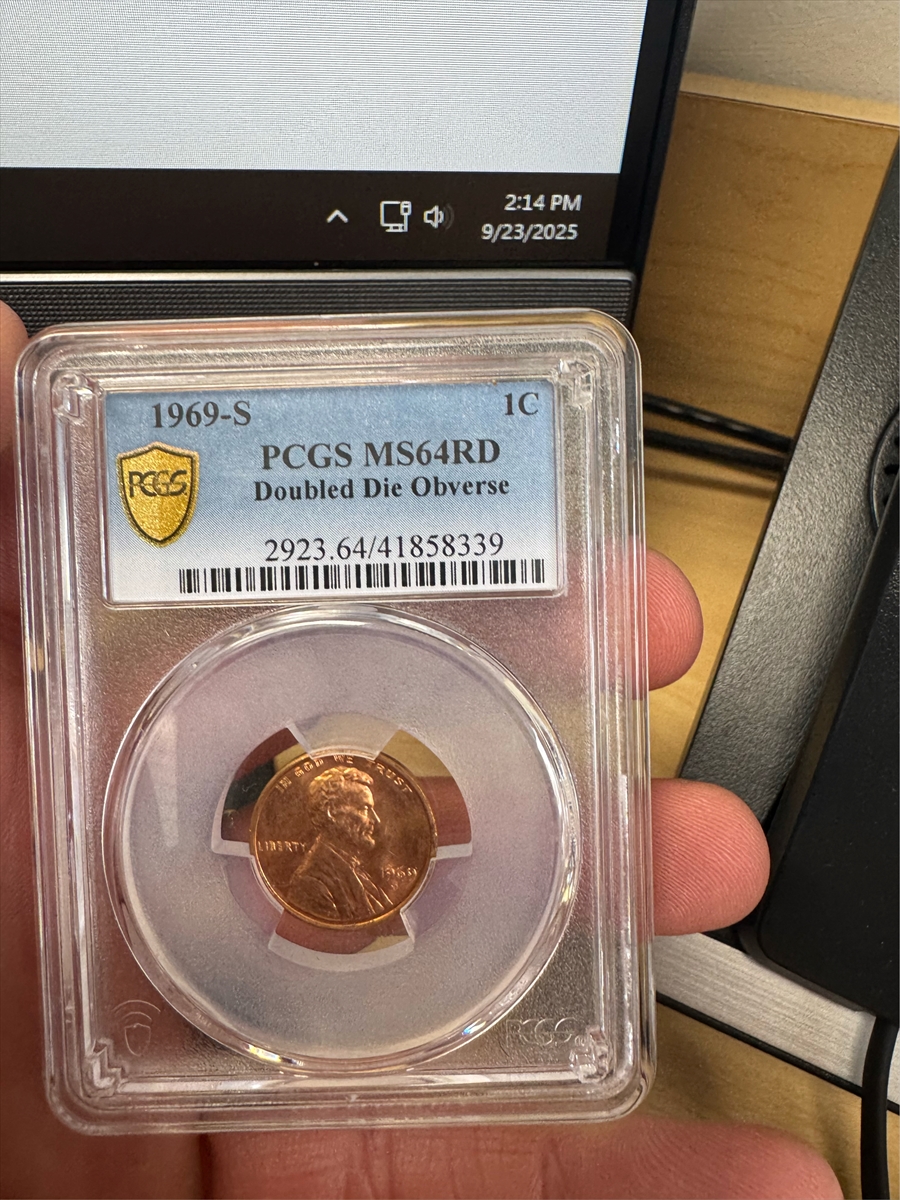 2:14 PM
9/23/2025
1969-S
1C
PCGS MS64RD
PCGS
Doubled Die Obverse
2923.64/41858339
IN GOD WE TRUST
LIBERTY
1969
S
PCGS